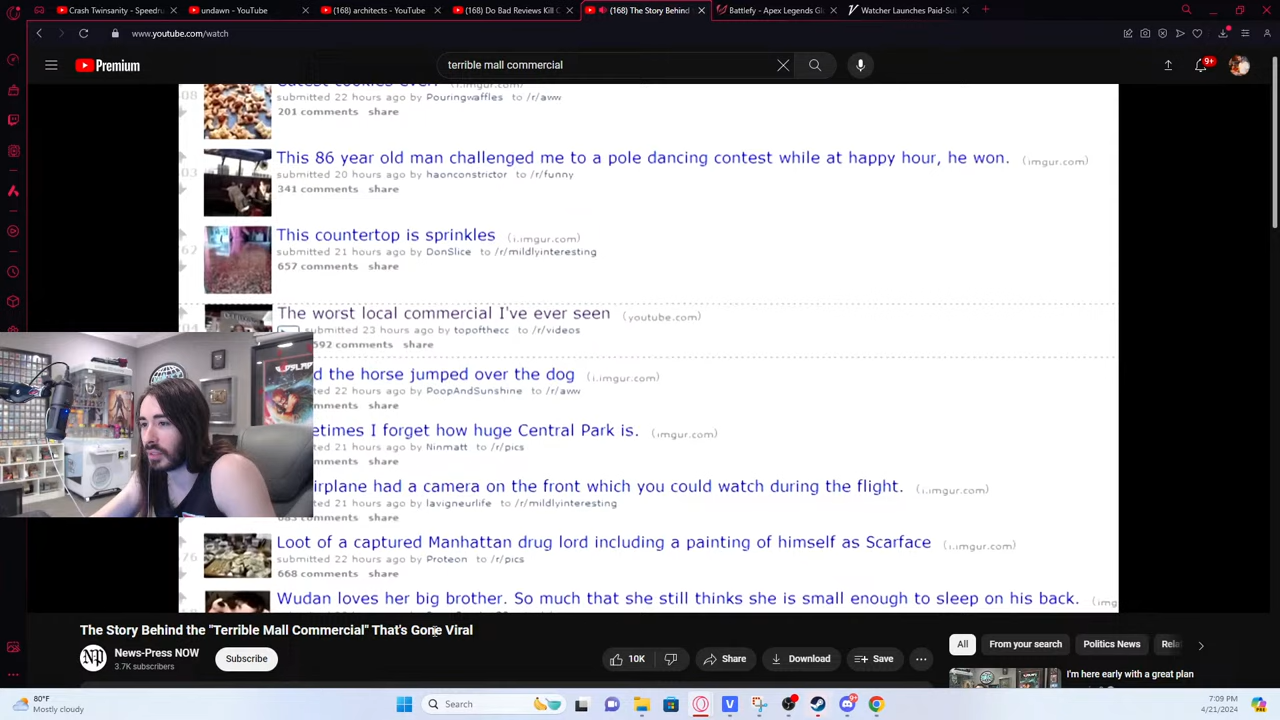 Crash Twinsanity - Speedru
undawn - YouTube
(168) architects - YouTube
(168) Do Bad Reviews Kill C
(168) The Story Behind
Battlefy - Apex Legends Gl
Watcher Launches Paid-Sub
www.youtube.com/watch
Premium
terrible mall commercial
9+
submitted 22 hours ago by Pouringwaffles to /r/aww
201 comments share
This 86 year old man challenged me to a pole dancing contest while at happy hour, he won. (imgur.com)
submitted 20 hours ago by haonconstrictor to /r/funny
341 comments share
This countertop is sprinkles (i.imgur.com)
submitted 21 hours ago by DonSlice to /r/mildlyinteresting
657 comments share
The worst local commercial I've ever seen (youtube.com)
submitted 23 hours ago by topofthecc to /r/videos
592 comments share
d the horse jumped over the dog (i.imgur.com)
submitted 22 hours ago by PoopAndSunshine to /r/aww
mments share
etimes I forget how huge Central Park is. (imgur.com)
submitted 21 hours ago by Ninmatt to /r/pics
mments share
irplane had a camera on the front which you could watch during the flight. (i.imgur.com)
submitted 21 hours ago by lavigneurlife to /r/mildlyinteresting
683 comments share
Loot of a captured Manhattan drug lord including a painting of himself as Scarface (i.imgur.com)
76 submitted 22 hours ago by Proteon to /r/pics
668 comments share
Wudan loves her big brother. So much that she still thinks she is small enough to sleep on his back. (img
The Story Behind the "Terrible Mall Commercial" That's Gone Viral
News-Press NOW
3.7K subscribers
Subscribe
10K
Share
Download
Save
All
From your search
Politics News
Rela
I'm here early with a great plan
80°F
Mostly cloudy
Search
7:09 PM
4/21/2024